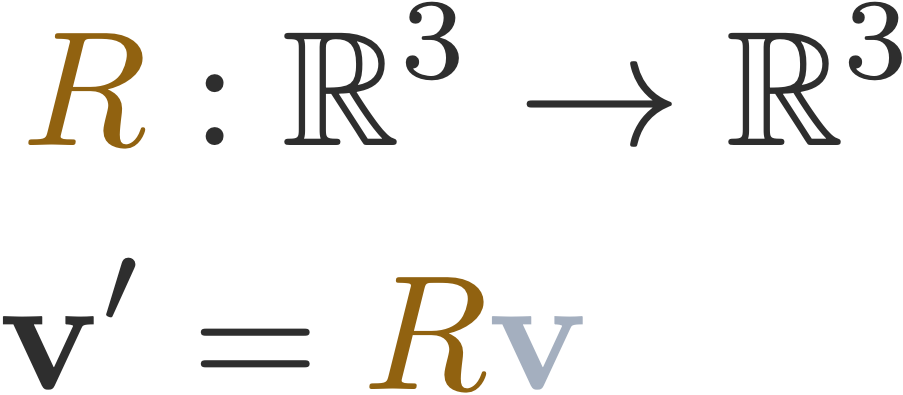 R : ℝ³ → ℝ³
𝐯′ = R𝐯